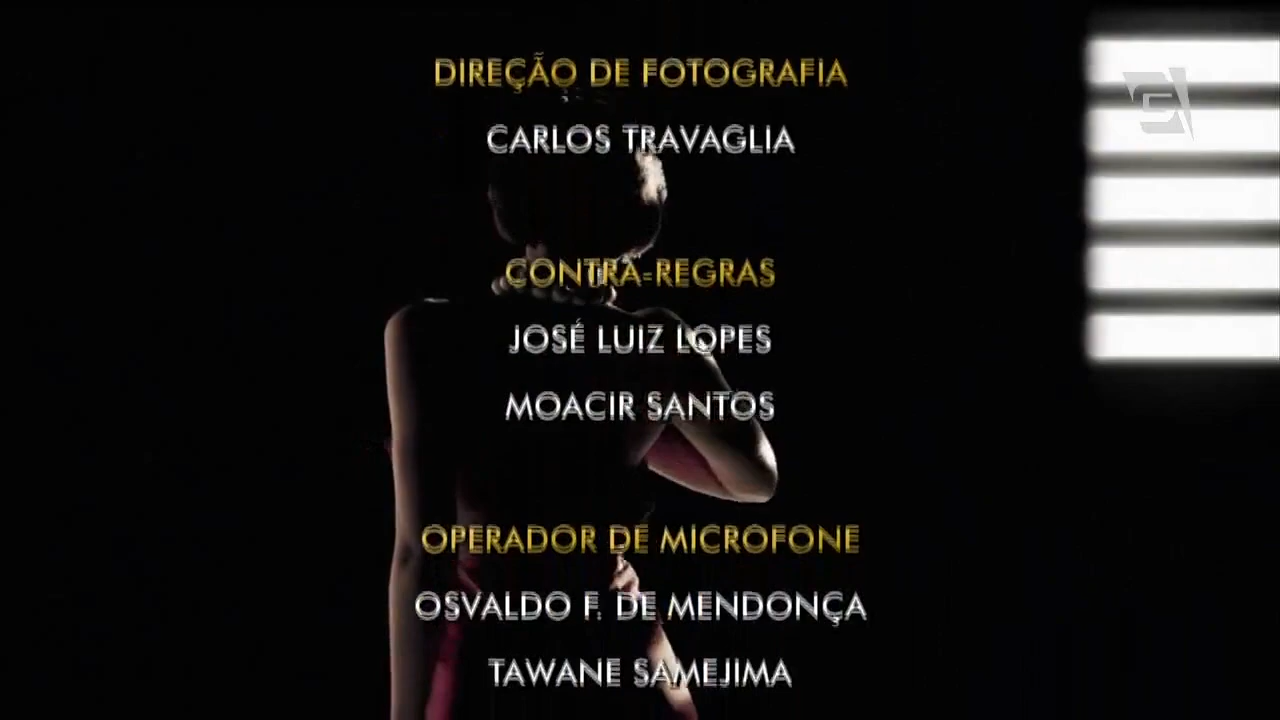 DIREÇÃO DE FOTOGRAFIA
CARLOS TRAVAGLIA
CONTRA-REGRAS
JOSÉ LUIZ LOPES
MOACIR SANTOS
OPERADOR DE MICROFONE
OSVALDO F. DE MENDONÇA
TAWANE SAMEJIMA